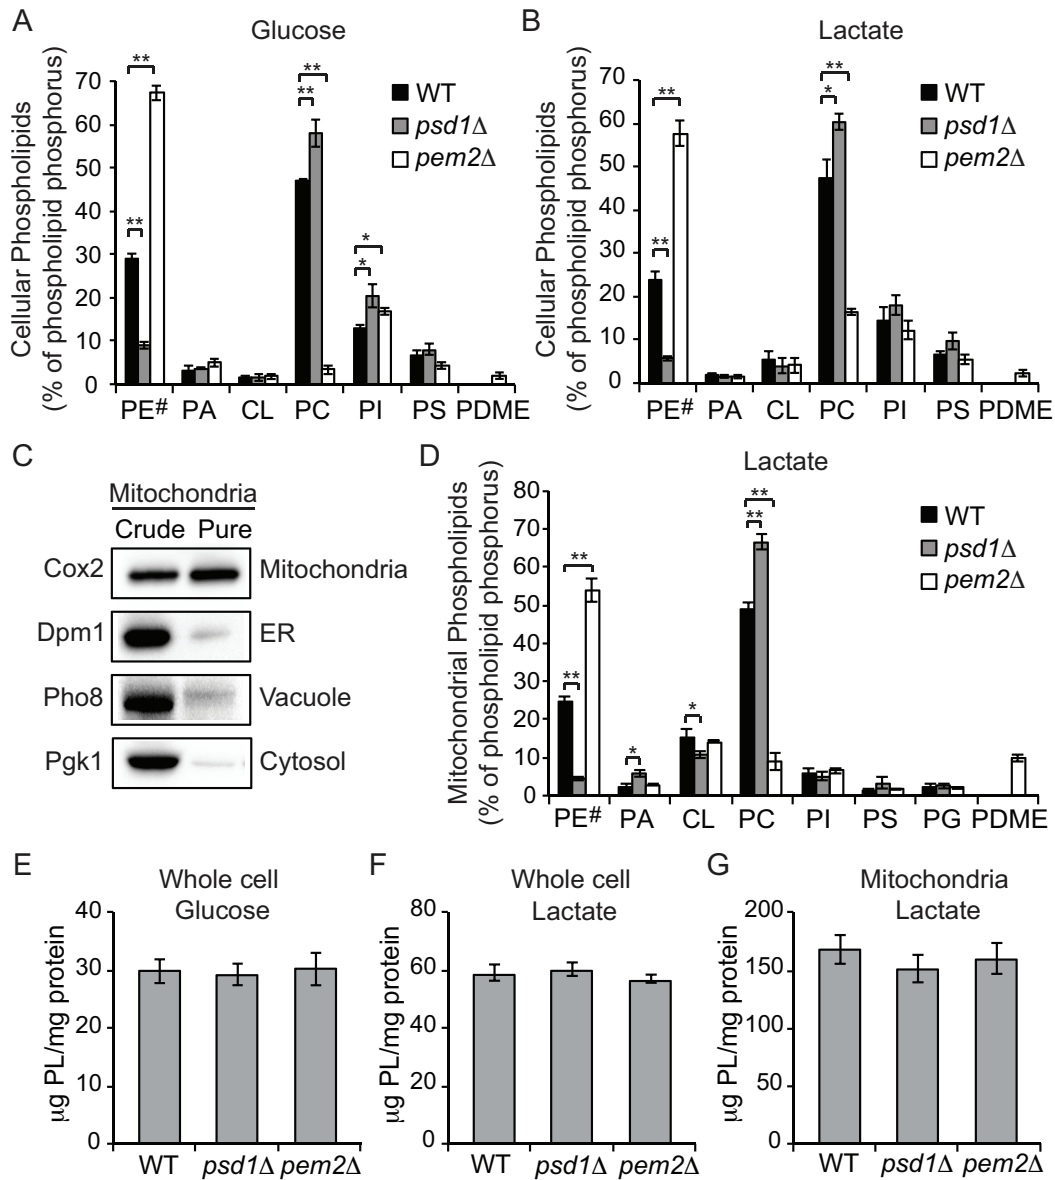 A
Glucose
Cellular Phospholipids
(% of phospholipid phosphorus)
70
60
50
40
30
20
10
0
** ** ** ** * *
WT
psd1Δ
pem2Δ
PE# PA CL PC PI PS PDME
B
Lactate
Cellular Phospholipids
(% of phospholipid phosphorus)
70
60
50
40
30
20
10
0
** ** ** *
WT
psd1Δ
pem2Δ
PE# PA CL PC PI PS PDME
C
Mitochondria
Crude Pure
Cox2 Mitochondria
Dpm1 ER
Pho8 Vacuole
Pgk1 Cytosol
D
Lactate
Mitochondrial Phospholipids
(% of phospholipid phosphorus)
80
70
60
50
40
30
20
10
0
** ** * * ** **
WT
psd1Δ
pem2Δ
PE# PA CL PC PI PS PG PDME
E
Whole cell
Glucose
µg PL/mg protein
40
30
20
10
0
WT psd1Δ pem2Δ
F
Whole cell
Lactate
µg PL/mg protein
80
60
40
20
0
WT psd1Δ pem2Δ
G
Mitochondria
Lactate
µg PL/mg protein
200
150
100
50
0
WT psd1Δ pem2Δ